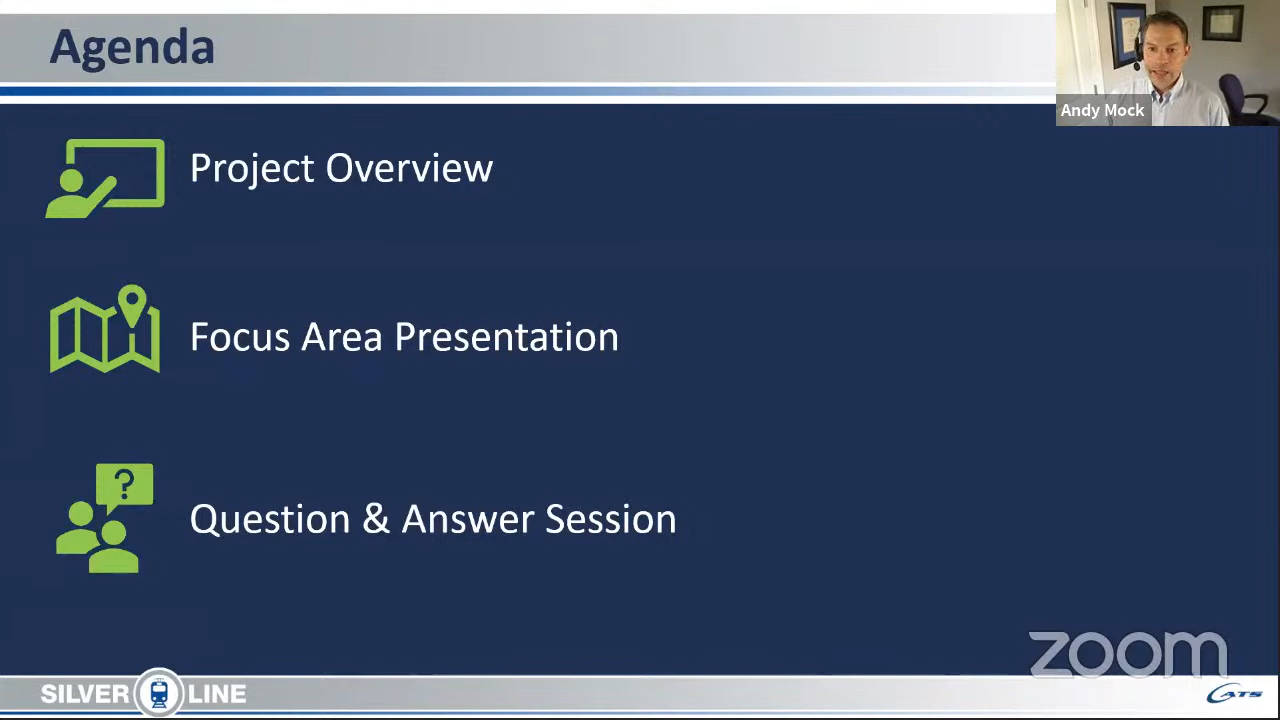 Agenda
Andy Mock
Project Overview
Focus Area Presentation
?
Question & Answer Session
zoom
SILVER LINE
CATS